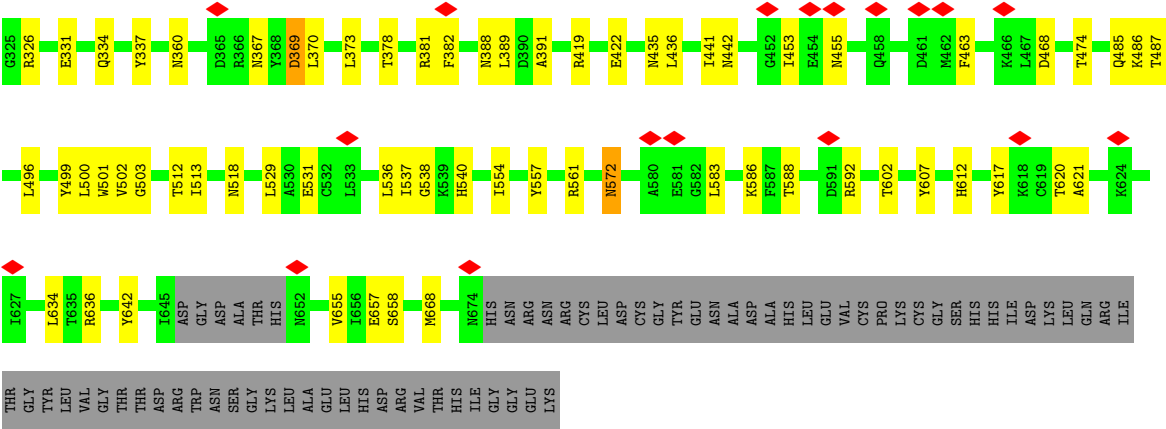 G325 R326 E331 Q334 Y337 N360 D365 R366 N367 Y368 D369 L370 L373 T378 R381 F382 N388 L389 D390 A391 R419 E422 N435 L436 I441 N442 G452 I453 E454 N455 Q458 D461 M462 F463 K466 L467 D468 T474 Q485 K486 T487
L496 Y499 L500 W501 V502 G503 T512 I513 N518 L529 A530 E531 C532 L533 L536 I537 G538 K539 H540 I554 Y557 R561 N572 A580 E581 G582 L583 K586 F587 T588 D591 R592 T602 Y607 H612 Y617 K618 C619 T620 A621 K624
I627 L634 T635 R636 Y642 I645 ASP GLY ASP ALA THR HIS N652 V655 I656 E657 S658 M668 N674 HIS ASN ARG ASN ARG CYS LEU ASP CYS GLY TYR GLU ASN ALA ASP ALA HIS LEU GLU VAL CYS PRO LYS CYS GLY SER HIS HIS ILE ASP LYS LEU GLN ARG ILE
THR GLY TYR LEU VAL GLY THR THR ASP ARG TRP ASN SER GLY LYS LEU ALA GLU LEU HIS ASP ARG VAL THR HIS ILE GLY GLY GLU LYS